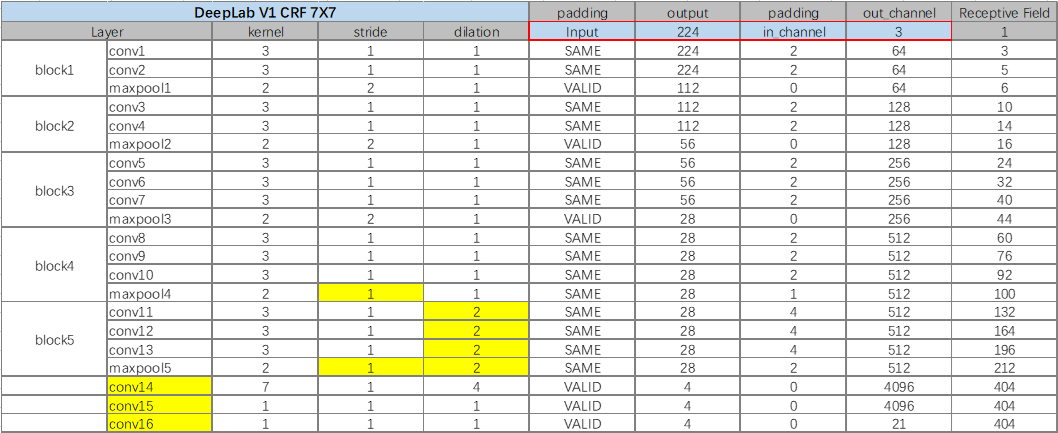 DeepLab V1 CRF 7X7 padding output padding out_channel Receptive Field
Layer kernel stride dilation Input 224 in_channel 3 1
block1
conv1 3 1 1 SAME 224 2 64 3
conv2 3 1 1 SAME 224 2 64 5
maxpool1 2 2 1 VALID 112 0 64 6
block2
conv3 3 1 1 SAME 112 2 128 10
conv4 3 1 1 SAME 112 2 128 14
maxpool2 2 2 1 VALID 56 0 128 16
block3
conv5 3 1 1 SAME 56 2 256 24
conv6 3 1 1 SAME 56 2 256 32
conv7 3 1 1 SAME 56 2 256 40
maxpool3 2 2 1 VALID 28 0 256 44
block4
conv8 3 1 1 SAME 28 2 512 60
conv9 3 1 1 SAME 28 2 512 76
conv10 3 1 1 SAME 28 2 512 92
maxpool4 2 1 1 SAME 28 1 512 100
block5
conv11 3 1 2 SAME 28 4 512 132
conv12 3 1 2 SAME 28 4 512 164
conv13 3 1 2 SAME 28 4 512 196
maxpool5 2 1 2 SAME 28 2 512 212
conv14 7 1 4 VALID 4 0 4096 404
conv15 1 1 1 VALID 4 0 4096 404
conv16 1 1 1 VALID 4 0 21 404